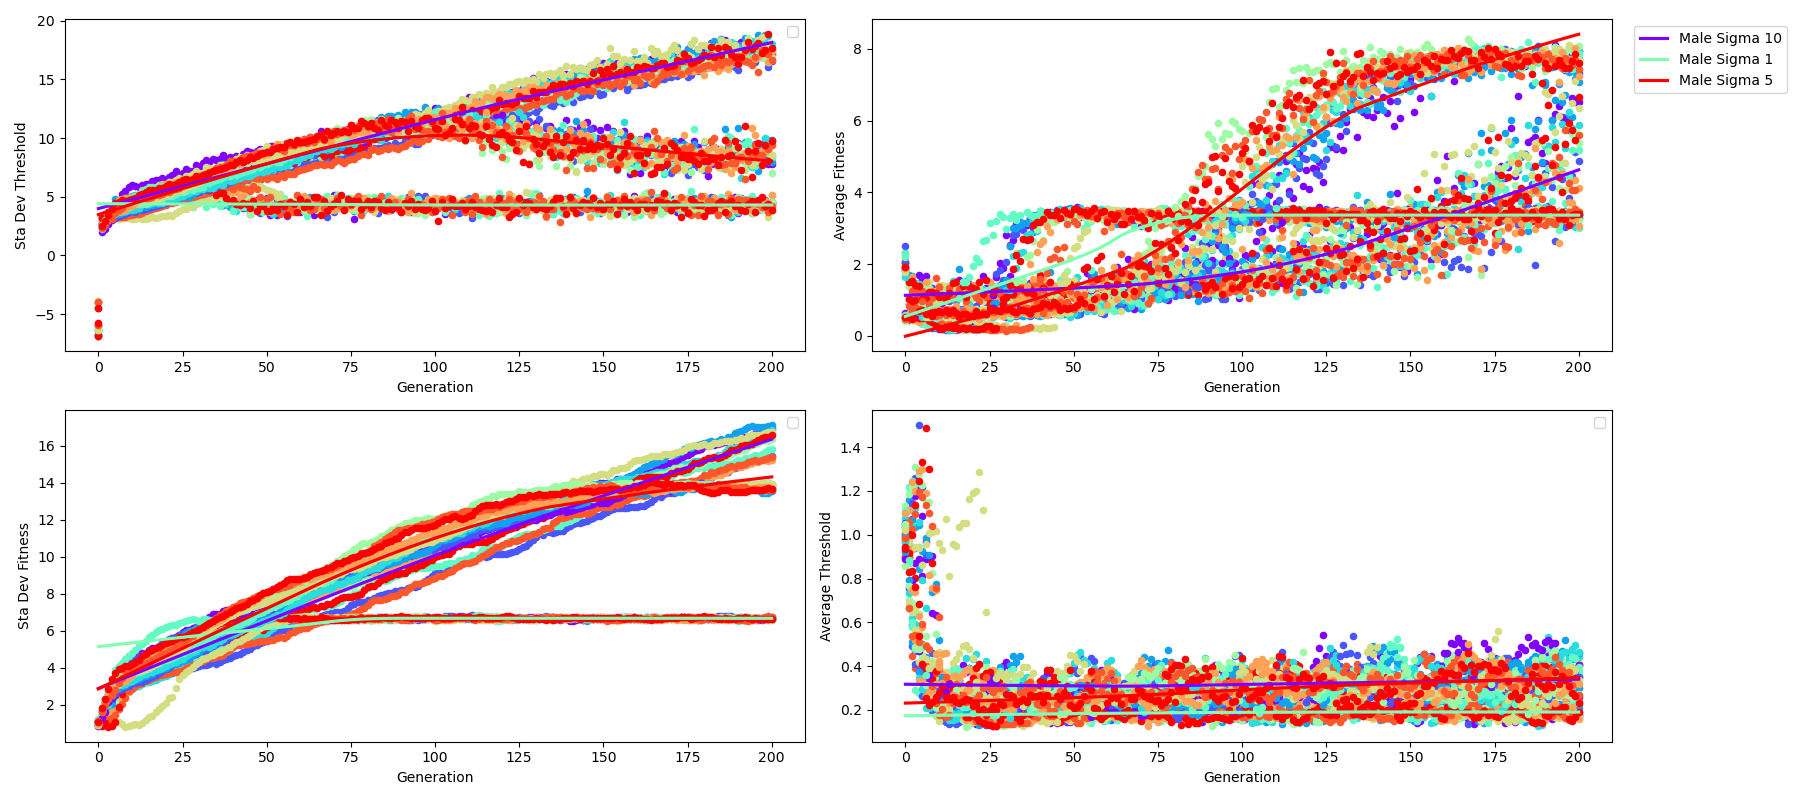 20
15
10
5
0
−5
Sta Dev Threshold
0 25 50 75 100 125 150 175 200
Generation
8
6
4
2
0
Average Fitness
0 25 50 75 100 125 150 175 200
Generation
Male Sigma 10
Male Sigma 1
Male Sigma 5
16
14
12
10
8
6
4
2
Sta Dev Fitness
0 25 50 75 100 125 150 175 200
Generation
1.4
1.2
1.0
0.8
0.6
0.4
0.2
Average Threshold
0 25 50 75 100 125 150 175 200
Generation